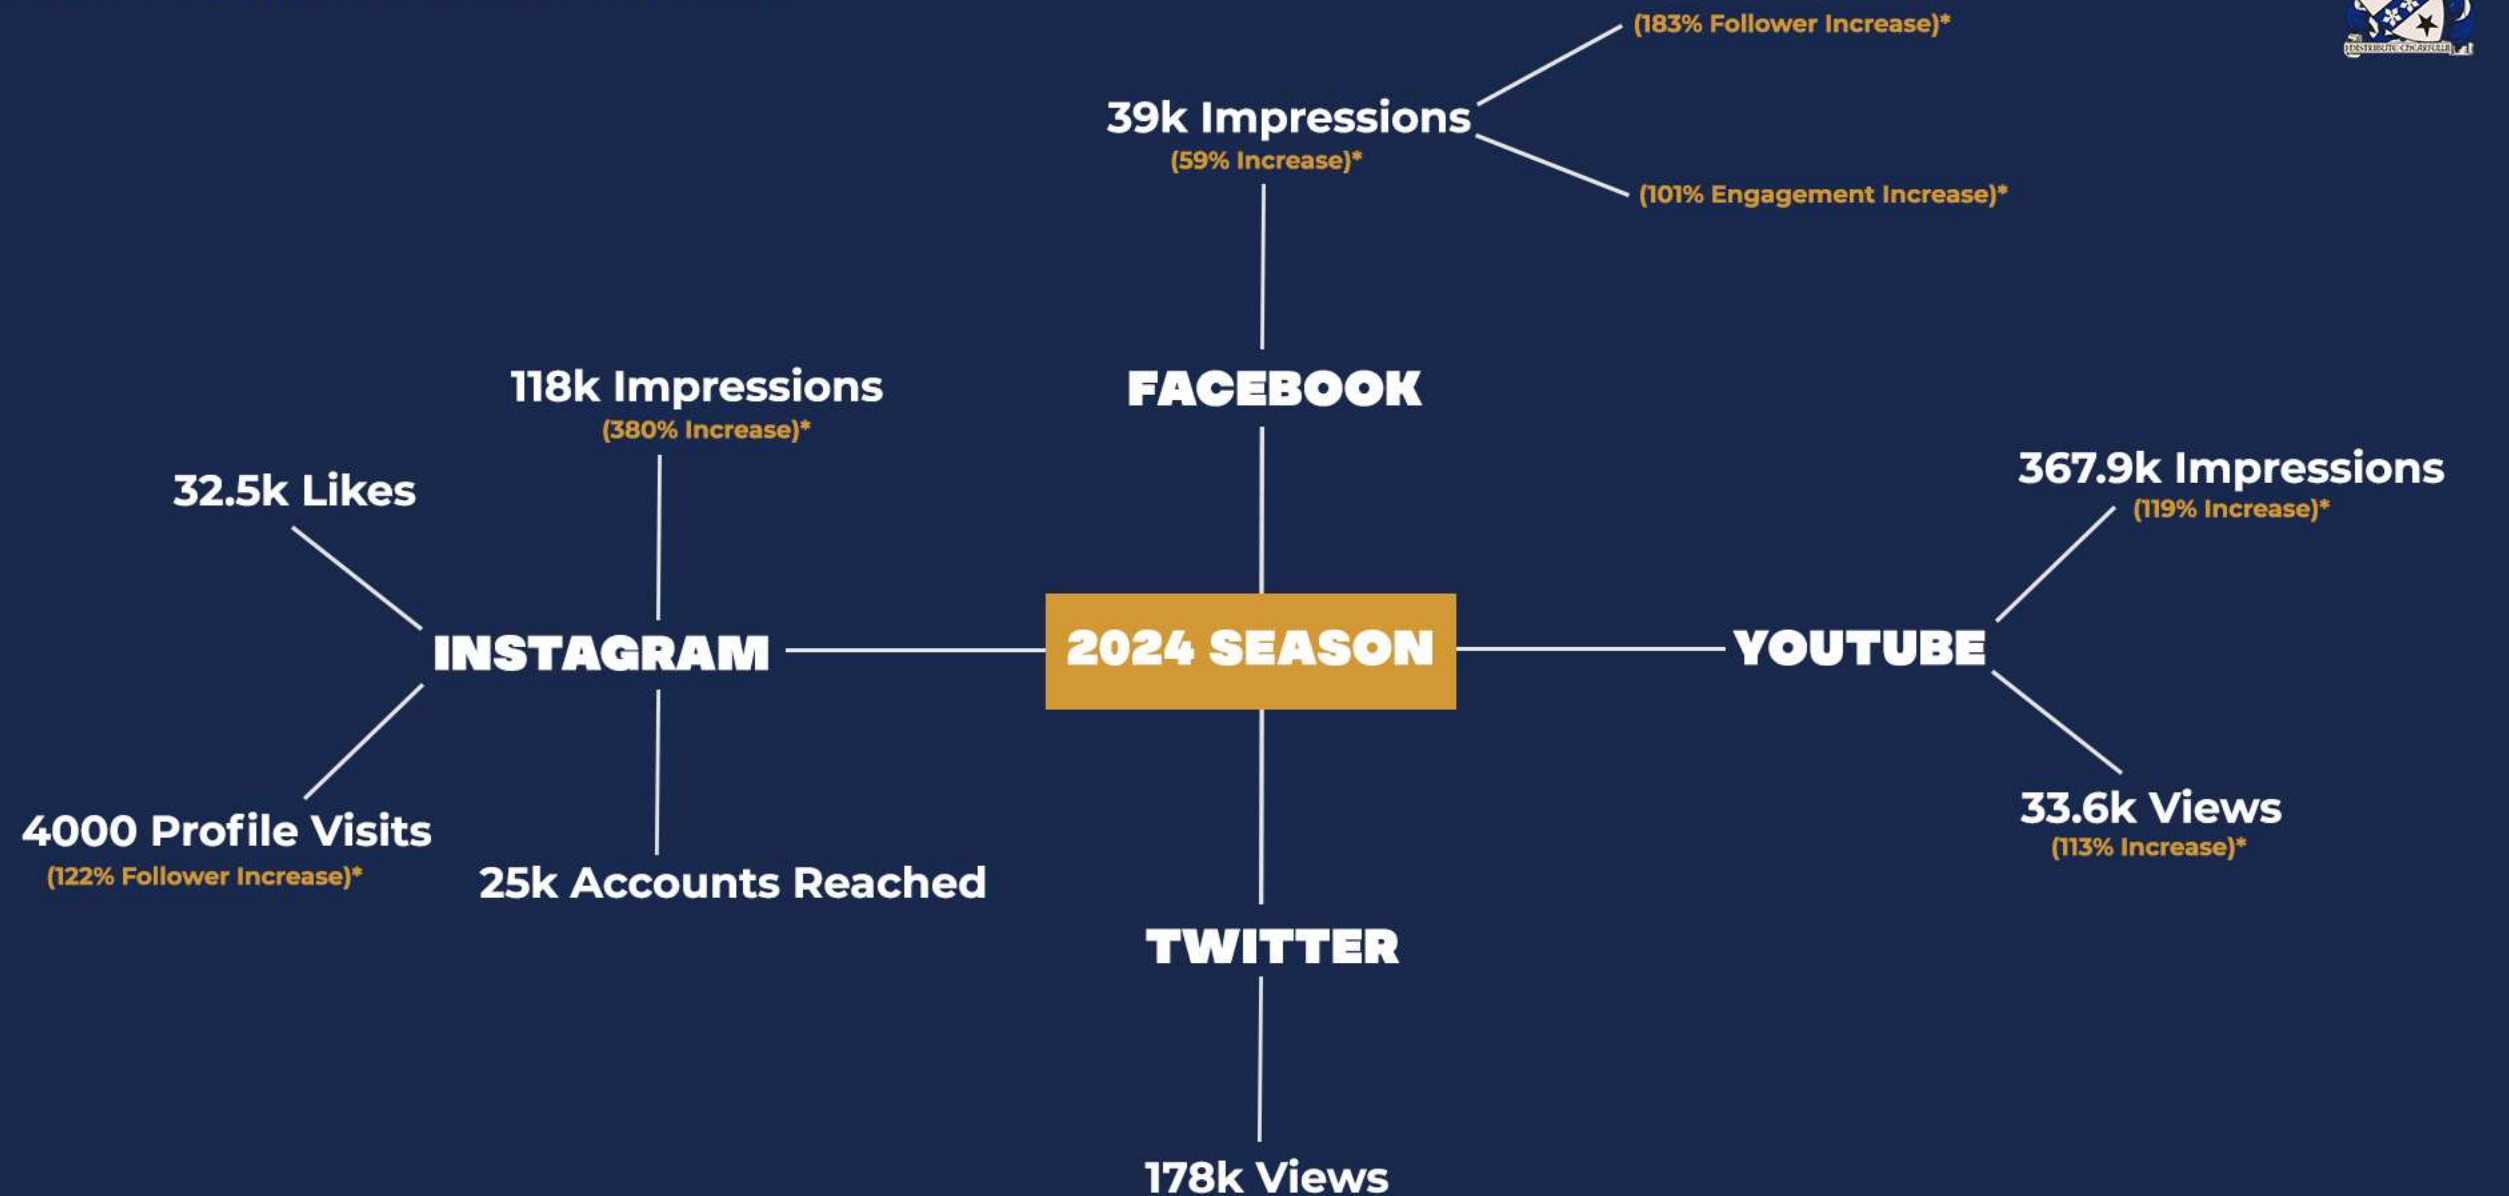 (183% Follower Increase)*
39k Impressions
(59% Increase)*
(101% Engagement Increase)*
FACEBOOK
118k Impressions
(380% Increase)*
32.5k Likes
367.9k Impressions
(119% Increase)*
INSTAGRAM
2024 SEASON
YOUTUBE
4000 Profile Visits
(122% Follower Increase)*
25k Accounts Reached
33.6k Views
(113% Increase)*
TWITTER
178k Views